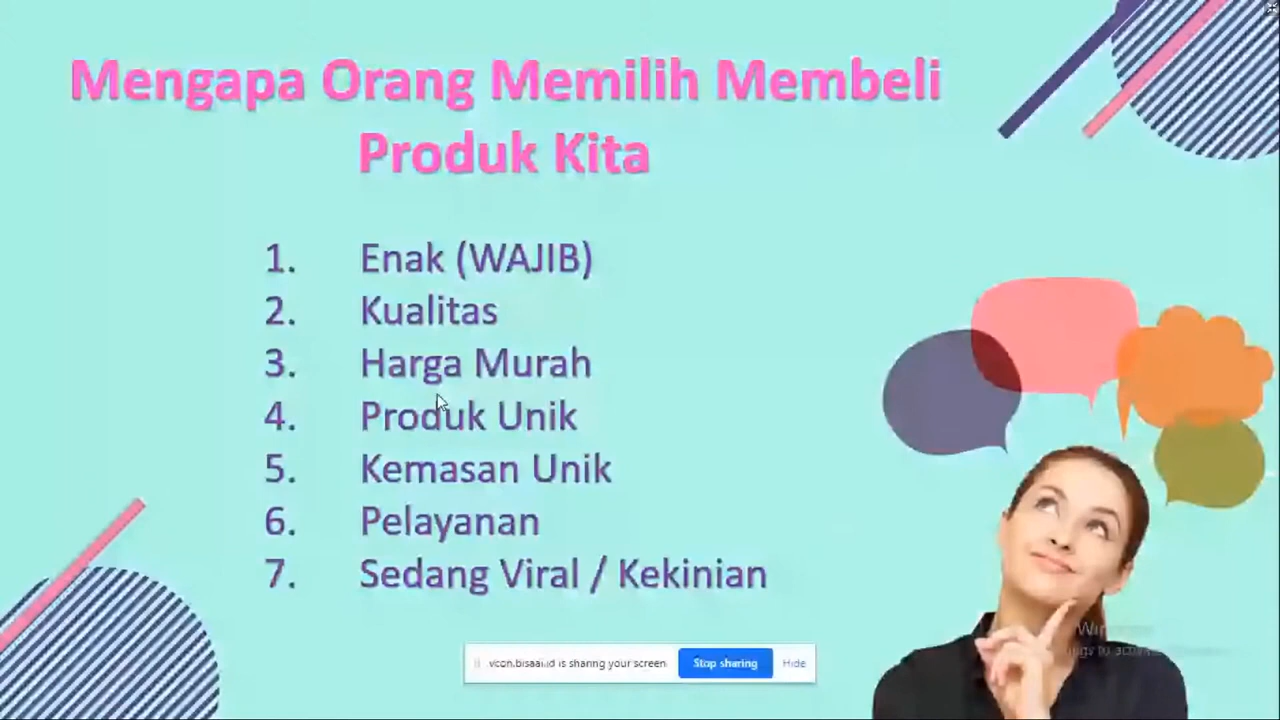 Mengapa Orang Memilih Membeli
Produk Kita
1. Enak (WAJIB)
2. Kualitas
3. Harga Murah
4. Produk Unik
5. Kemasan Unik
6. Pelayanan
7. Sedang Viral / Kekinian
is sharing your screen
Stop sharing
Hide